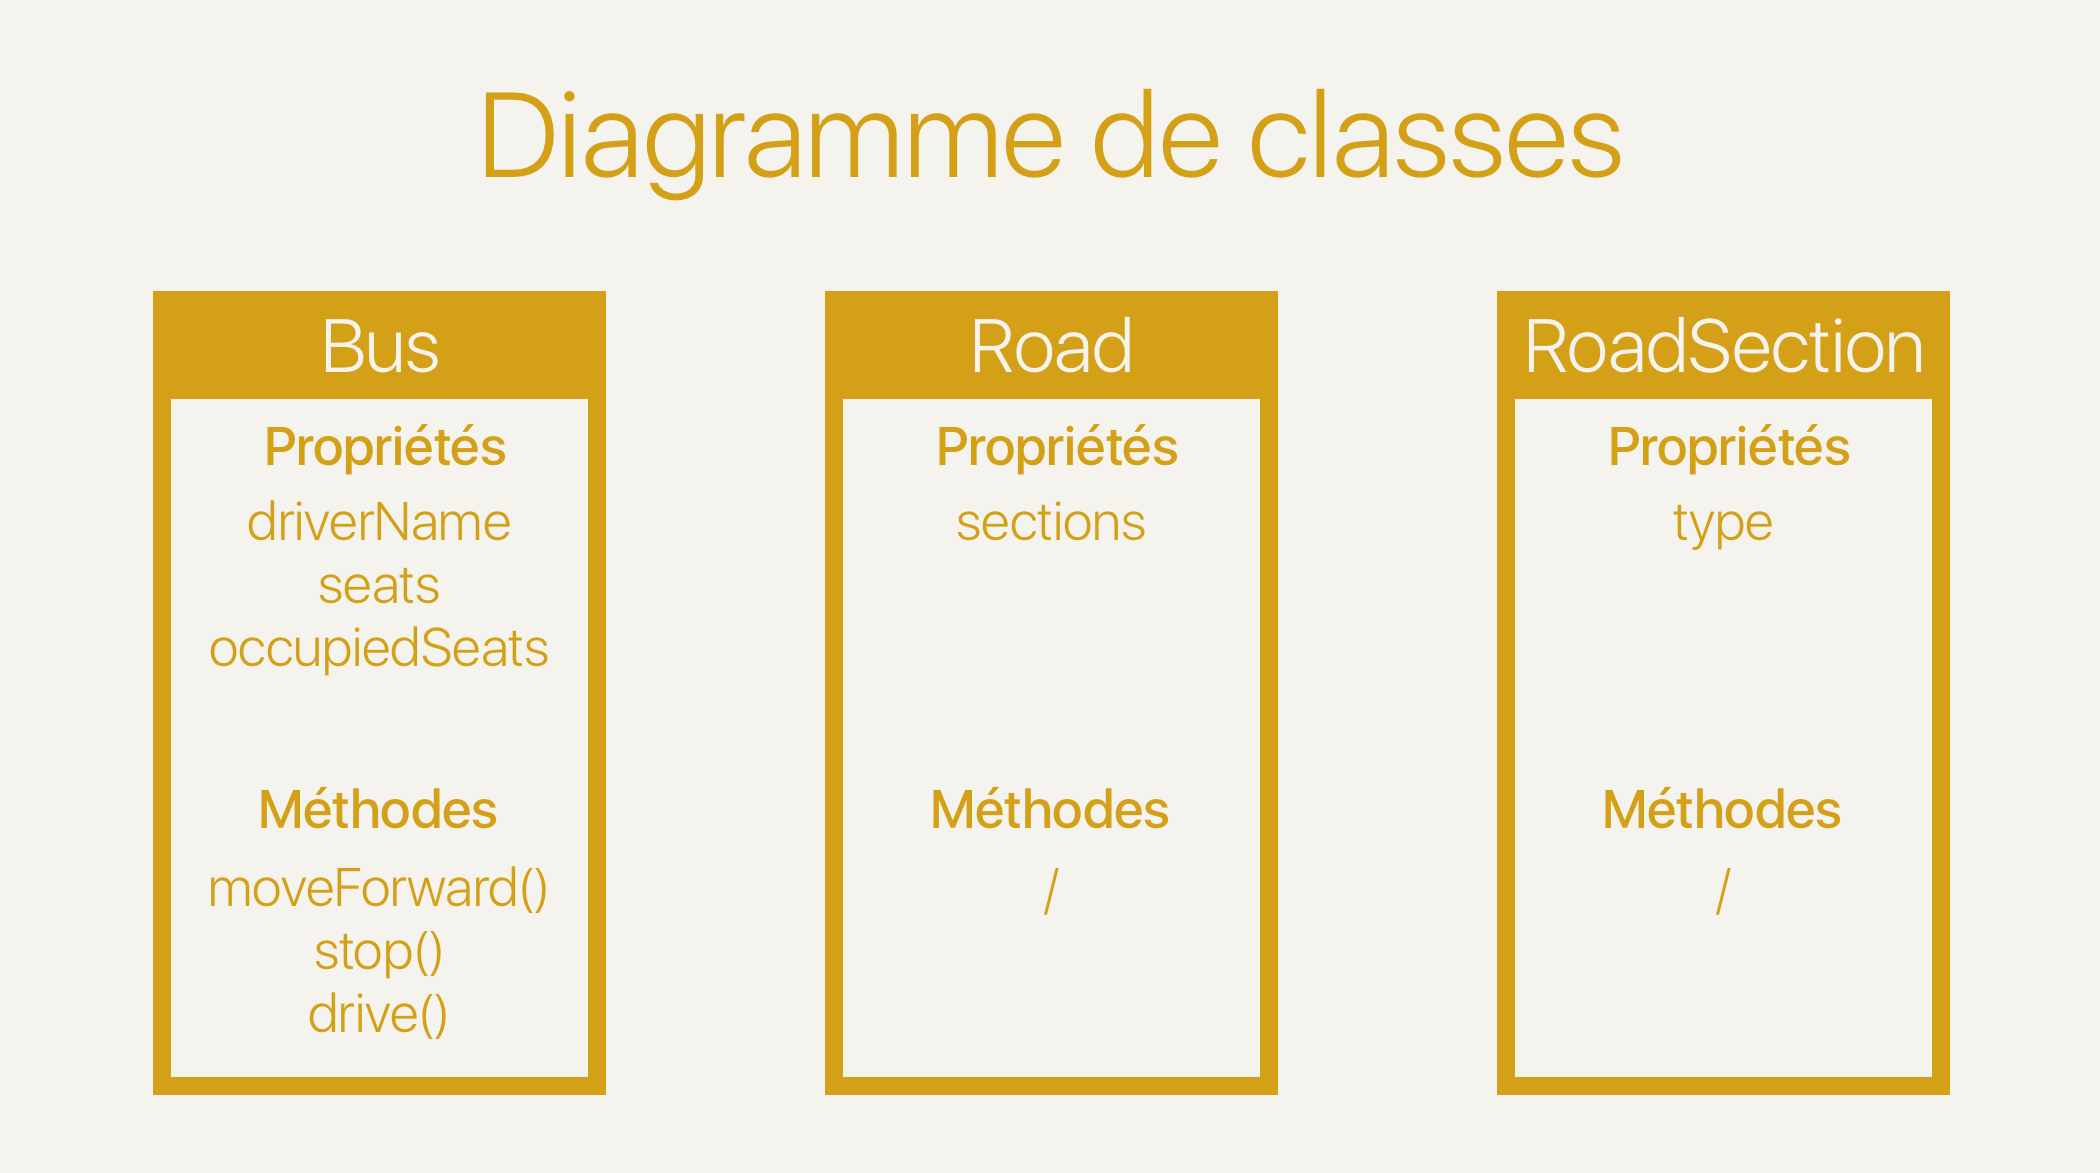 Diagramme de classes
Bus
Propriétés
driverName
seats
occupiedSeats
Méthodes
moveForward()
stop()
drive()
Road
Propriétés
sections
Méthodes
/
RoadSection
Propriétés
type
Méthodes
/